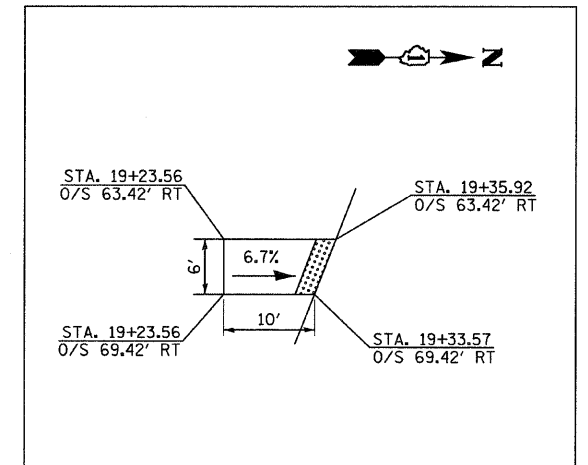 N
STA. 19+23.56
O/S 63.42' RT
STA. 19+35.92
O/S 63.42' RT
6'
6.7%
10'
STA. 19+23.56
O/S 69.42' RT
STA. 19+33.57
O/S 69.42' RT